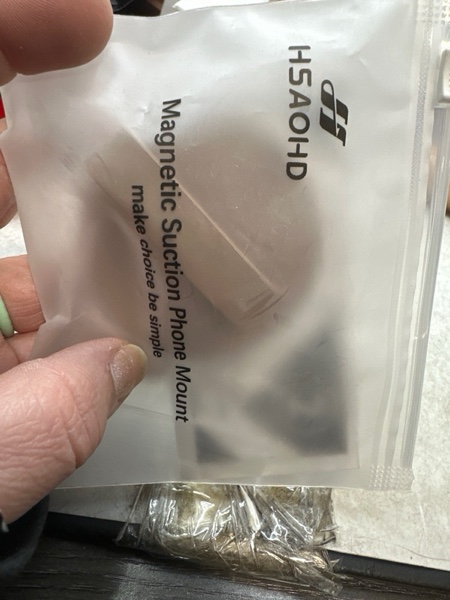 HSAOHD
Magnetic Suction Phone Mount
make choice be simple